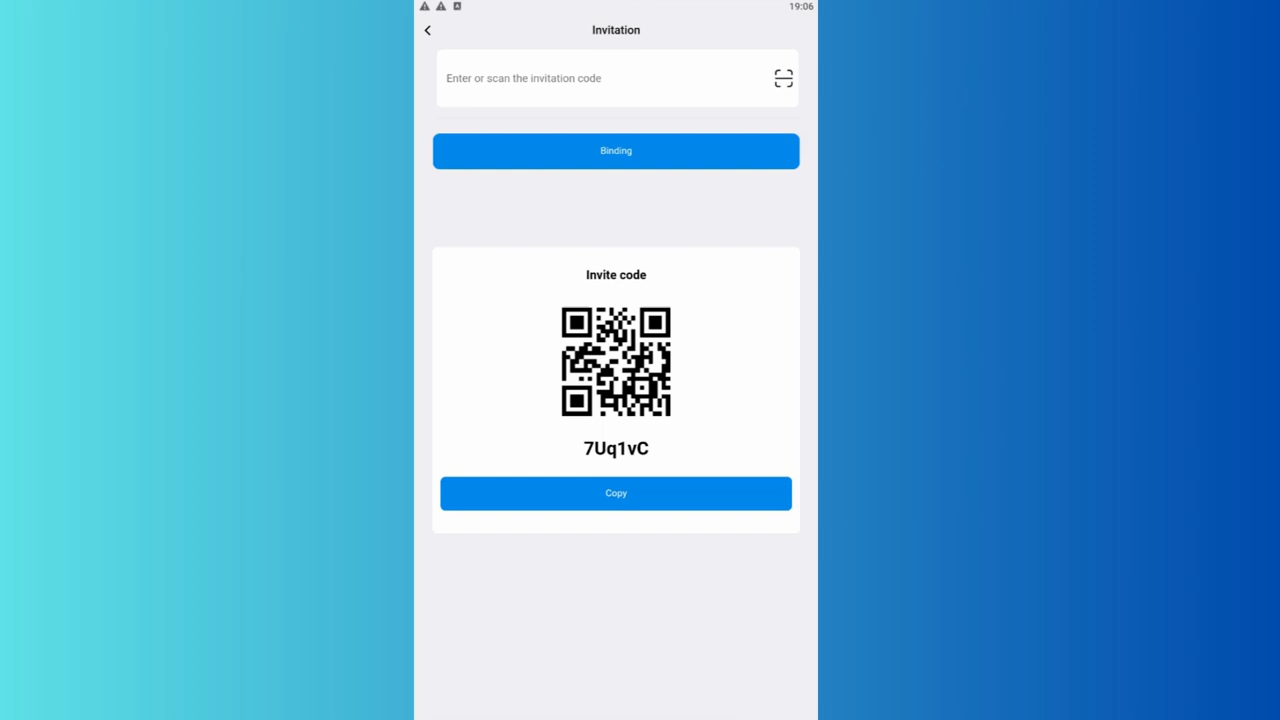 19:06
Invitation
Enter or scan the invitation code
Binding
Invite code
7Uq1vC
Copy